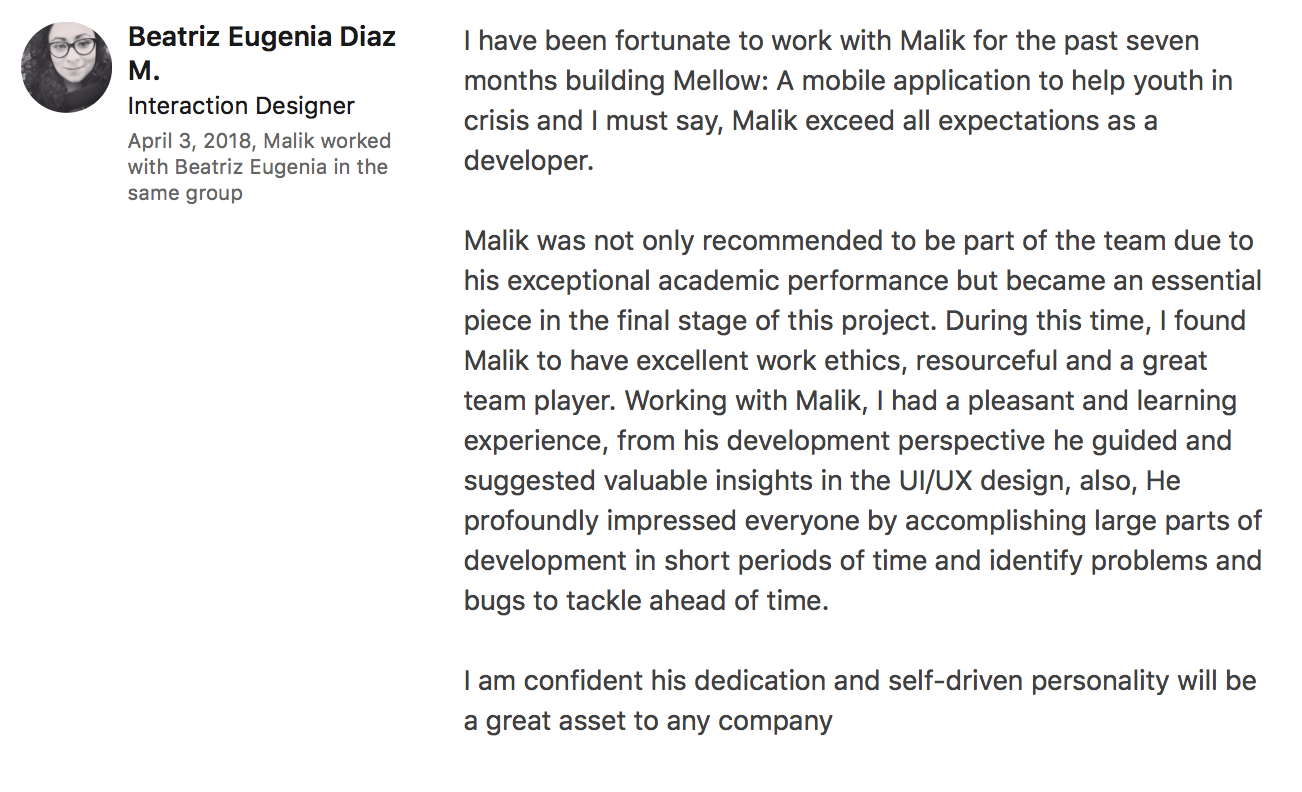 Beatriz Eugenia Diaz
M.
Interaction Designer
April 3, 2018, Malik worked
with Beatriz Eugenia in the
same group
I have been fortunate to work with Malik for the past seven
months building Mellow: A mobile application to help youth in
crisis and I must say, Malik exceed all expectations as a
developer.
Malik was not only recommended to be part of the team due to
his exceptional academic performance but became an essential
piece in the final stage of this project. During this time, I found
Malik to have excellent work ethics, resourceful and a great
team player. Working with Malik, I had a pleasant and learning
experience, from his development perspective he guided and
suggested valuable insights in the UI/UX design, also, He
profoundly impressed everyone by accomplishing large parts of
development in short periods of time and identify problems and
bugs to tackle ahead of time.
I am confident his dedication and self-driven personality will be
a great asset to any company